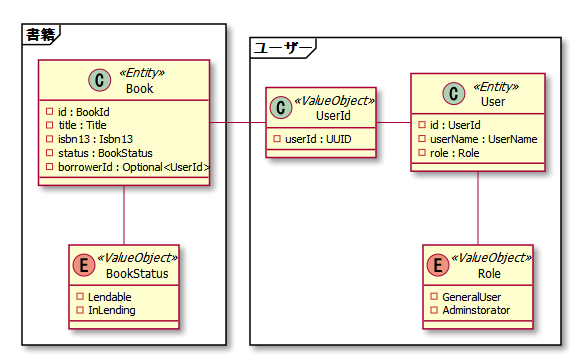 書籍
C
«Entity»
Book
id : BookId
title : Title
isbn13 : Isbn13
status : BookStatus
borrowerId : Optional<UserId>
E
«ValueObject»
BookStatus
Lendable
InLending
ユーザー
C
«ValueObject»
UserId
userId : UUID
C
«Entity»
User
id : UserId
userName : UserName
role : Role
E
«ValueObject»
Role
GeneralUser
Adminstorator